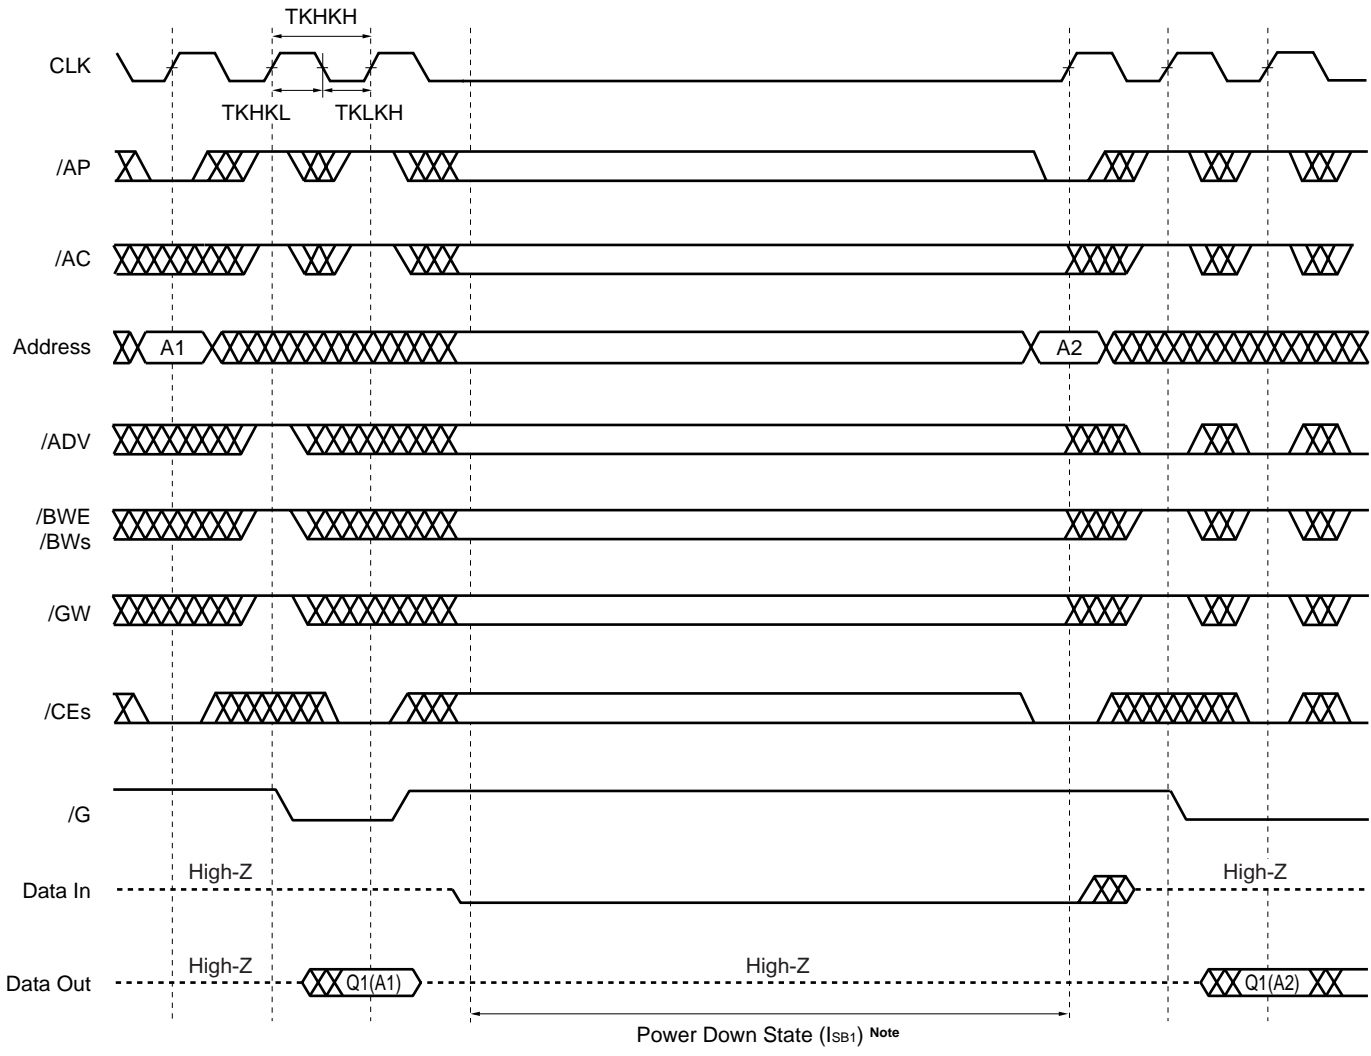 TKHKH
CLK
TKHKL
TKLKH
/AP
/AC
Address
A1
A2
/ADV
/BWE
/BWs
/GW
/CEs
/G
High-Z
High-Z
Data In
High-Z
High-Z
Data Out
Q1(A1)
Q1(A2)
Power Down State (ISB1) Note